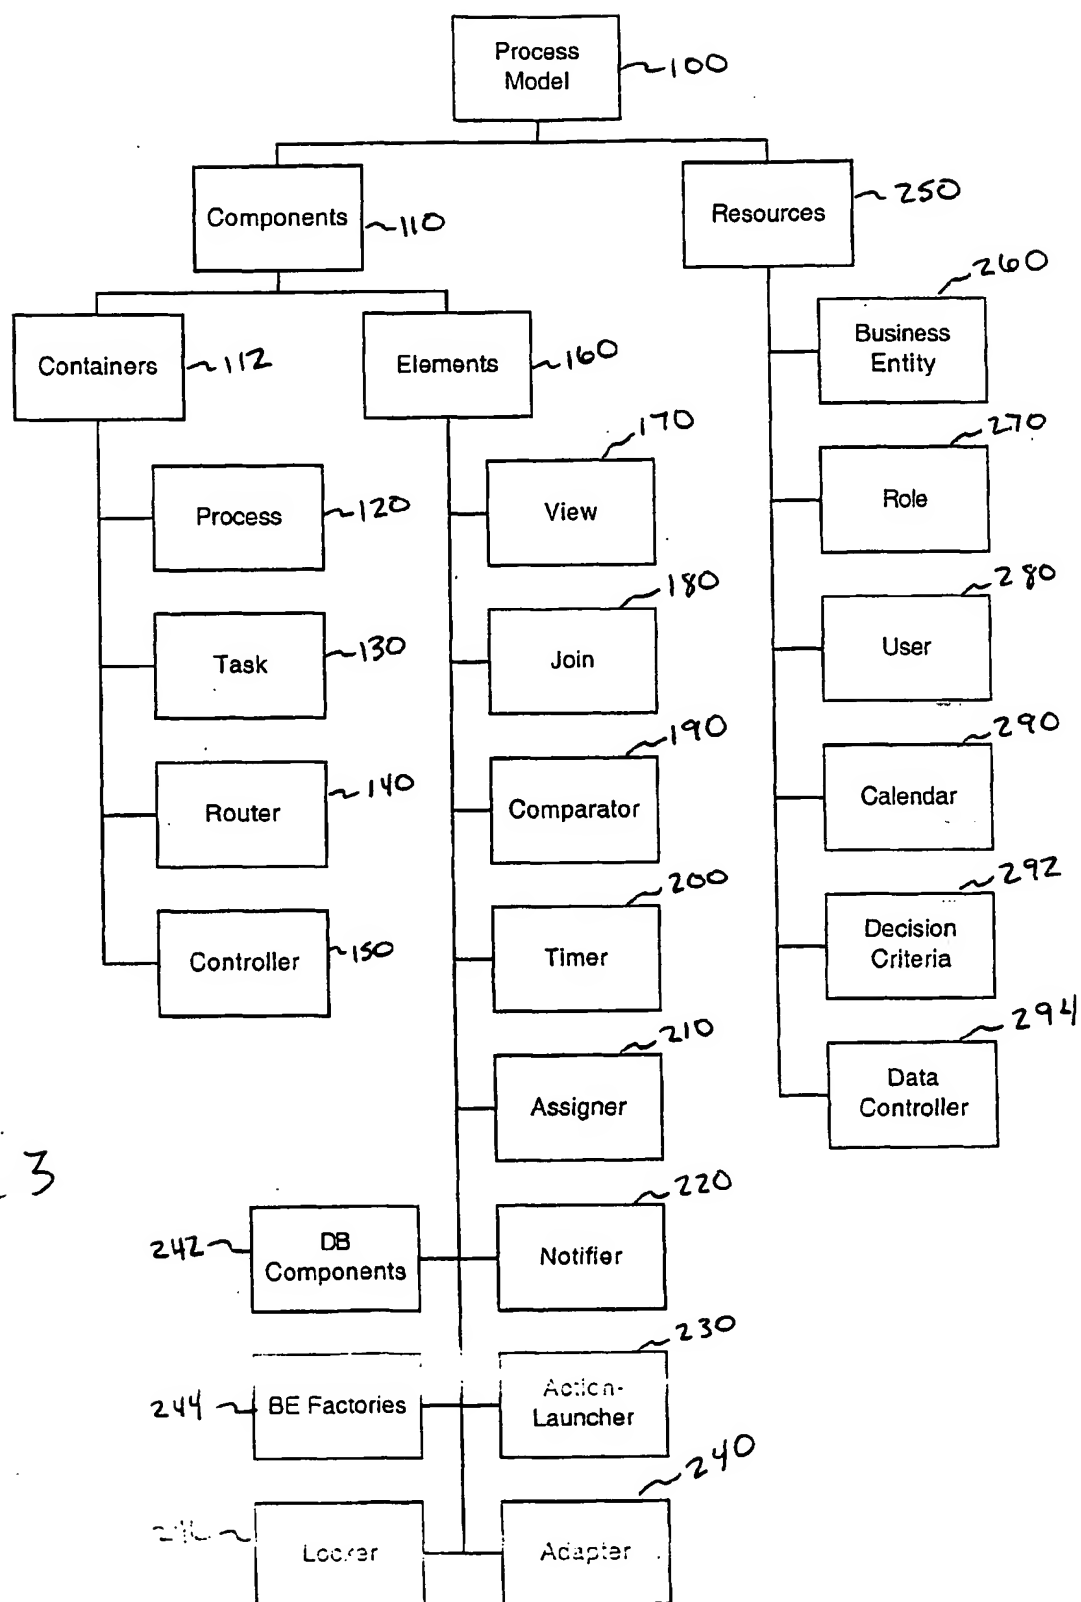 Process
Model
100
Components
110
Resources
250
Containers
112
Elements
160
260
Business
Entity
Process
120
170
View
270
Role
Task
130
180
Join
280
User
Router
140
190
Comparator
290
Calendar
Controller
150
200
Timer
292
Decision
Criteria
210
Assigner
294
Data
Controller
3
242
DB
Components
220
Notifier
244
BE Factories
230
Action-
Launcher
Locker
240
Adapter